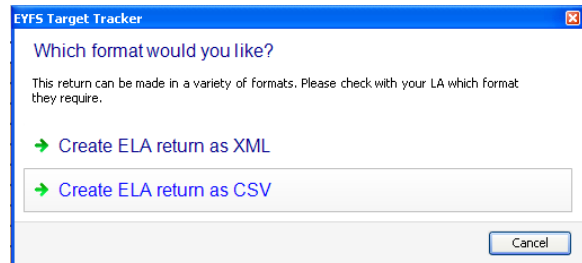 EYFS Target Tracker
Which format would you like?
This return can be made in a variety of formats. Please check with your LA which format
they require.
Create ELA return as XML
Create ELA return as CSV
Cancel